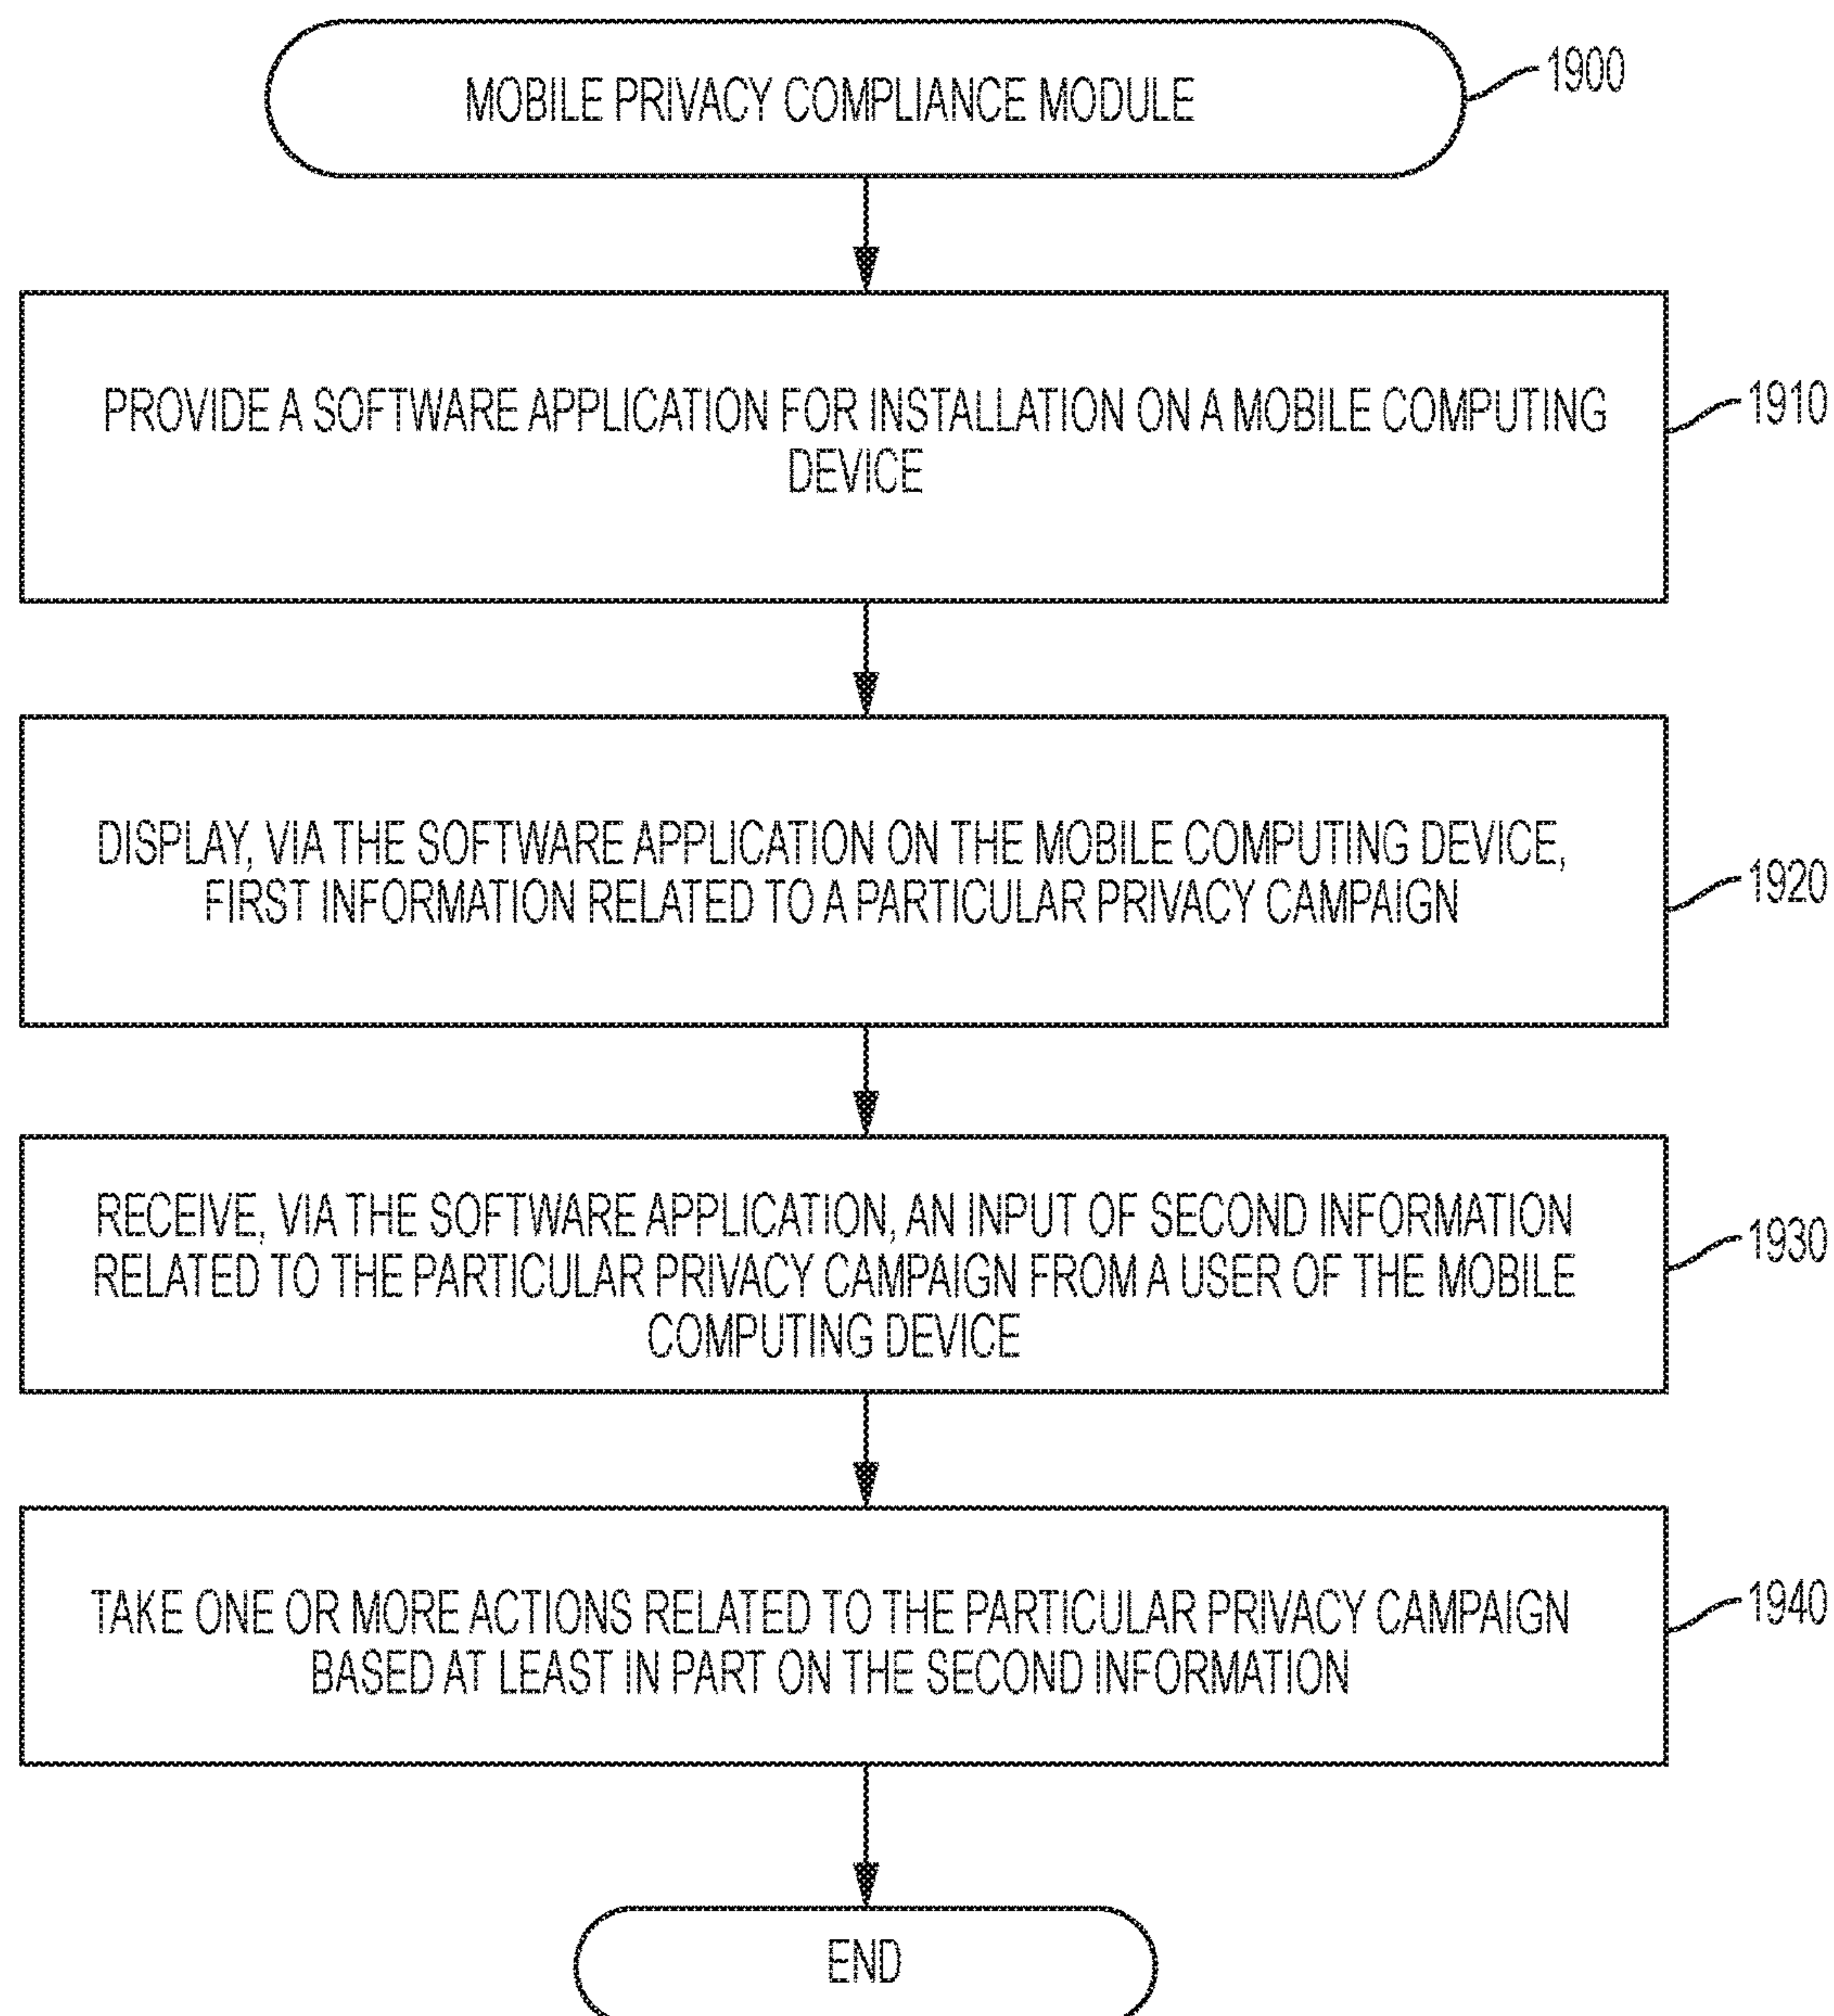 MOBILE PRIVACY COMPLIANCE MODULE
1900
PROVIDE A SOFTWARE APPLICATION FOR INSTALLATION ON A MOBILE COMPUTING
DEVICE
1910
DISPLAY, VIA THE SOFTWARE APPLICATION ON THE MOBILE COMPUTING DEVICE,
FIRST INFORMATION RELATED TO A PARTICULAR PRIVACY CAMPAIGN
1920
RECEIVE, VIA THE SOFTWARE APPLICATION, AN INPUT OF SECOND INFORMATION
RELATED TO THE PARTICULAR PRIVACY CAMPAIGN FROM A USER OF THE MOBILE
COMPUTING DEVICE
1930
TAKE ONE OR MORE ACTIONS RELATED TO THE PARTICULAR PRIVACY CAMPAIGN
BASED AT LEAST IN PART ON THE SECOND INFORMATION
1940
END